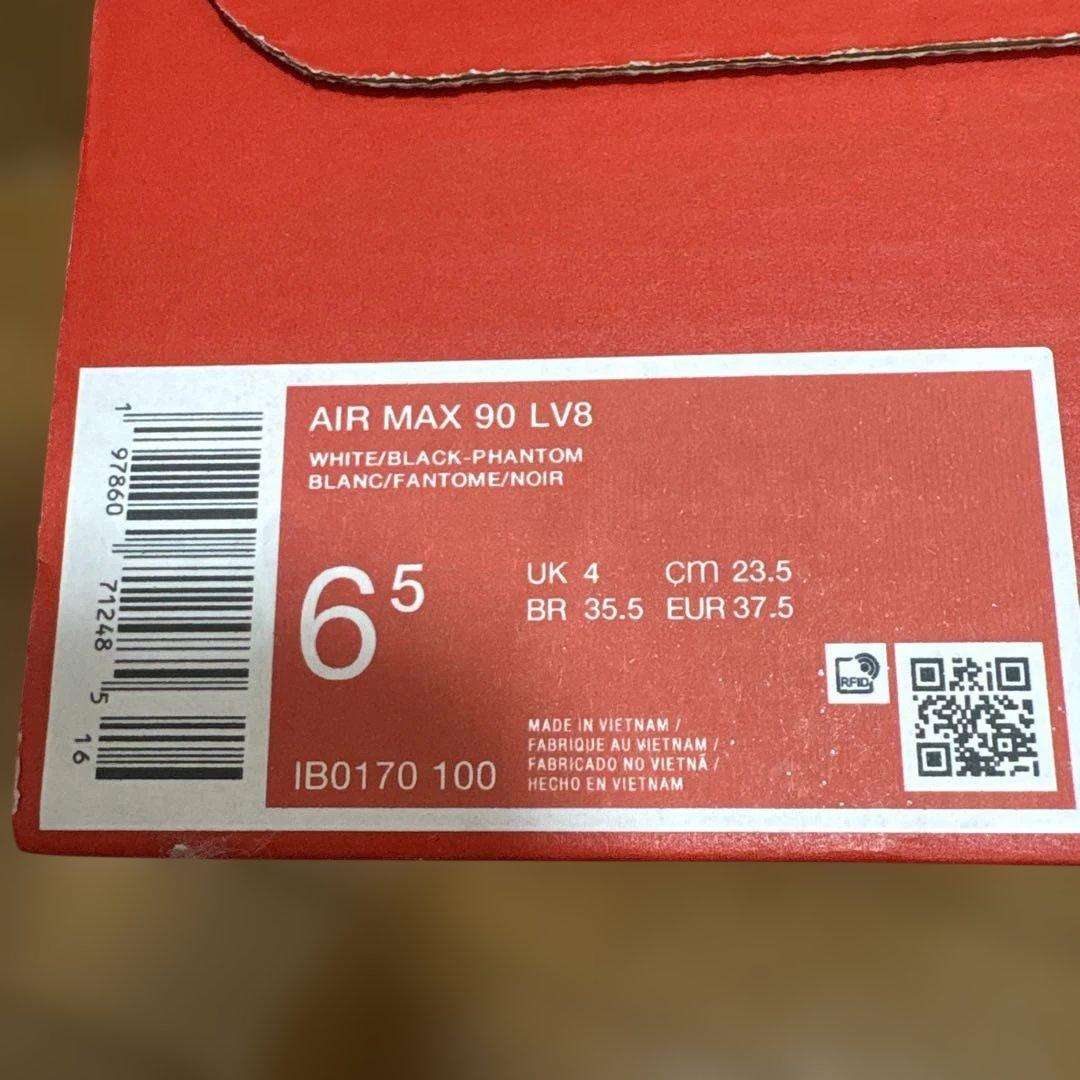 AIR MAX 90 LV8
WHITE/BLACK-PHANTOM
BLANC/FANTOME/NOIR
6 5
UK 4 cm 23.5
BR 35.5 EUR 37.5
RFID
MADE IN VIETNAM /
FABRIQUE AU VIETNAM /
FABRICADO NO VIETNÃ /
HECHO EN VIETNAM
IB0170 100
1 97860 71248 5 16